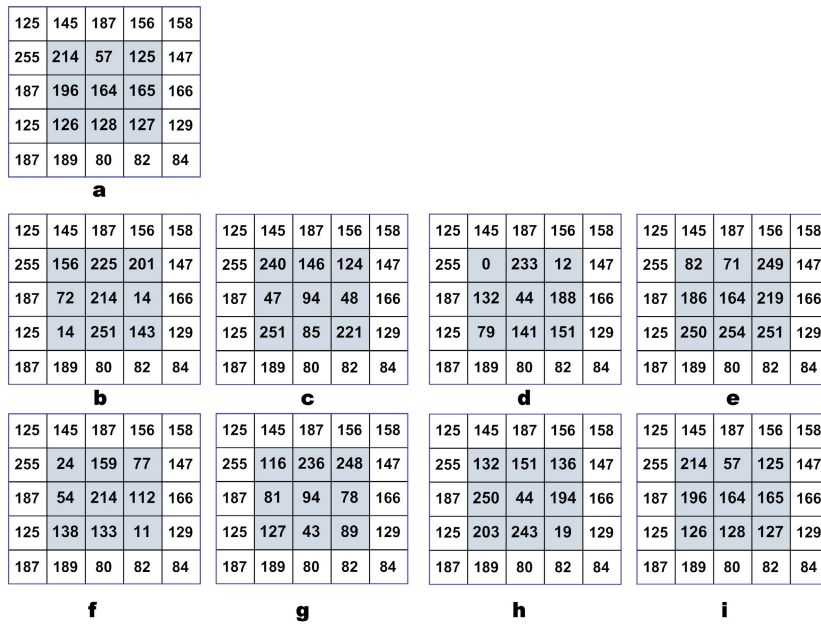 125 145 187 156 158
255 214 57 125 147
187 196 164 165 166
125 126 128 127 129
187 189 80 82 84
a
125 145 187 156 158 125 145 187 156 158 125 145 187 156 158 125 145 187 156 158
255 156 225 201 147 255 240 146 124 147 255 0 233 12 147 255 82 71 249 147
187 72 214 14 166 187 47 94 48 166 187 132 44 188 166 187 186 164 219 166
125 14 251 143 129 125 251 85 221 129 125 79 141 151 129 125 250 254 251 129
187 189 80 82 84 187 189 80 82 84 187 189 80 82 84 187 189 80 82 84
b c d e
125 145 187 156 158 125 145 187 156 158 125 145 187 156 158 125 145 187 156 158
255 24 159 77 147 255 116 236 248 147 255 132 151 136 147 255 214 57 125 147
187 54 214 112 166 187 81 94 78 166 187 250 44 194 166 187 196 164 165 166
125 138 133 11 129 125 127 43 89 129 125 203 243 19 129 125 126 128 127 129
187 189 80 82 84 187 189 80 82 84 187 189 80 82 84 187 189 80 82 84
f g h i